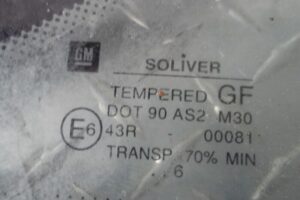 GM
SOLIVER
TEMPERED GF
DOT 90 AS2 M30
E6 43R - 00081
TRANSP 70% MIN
. . 6